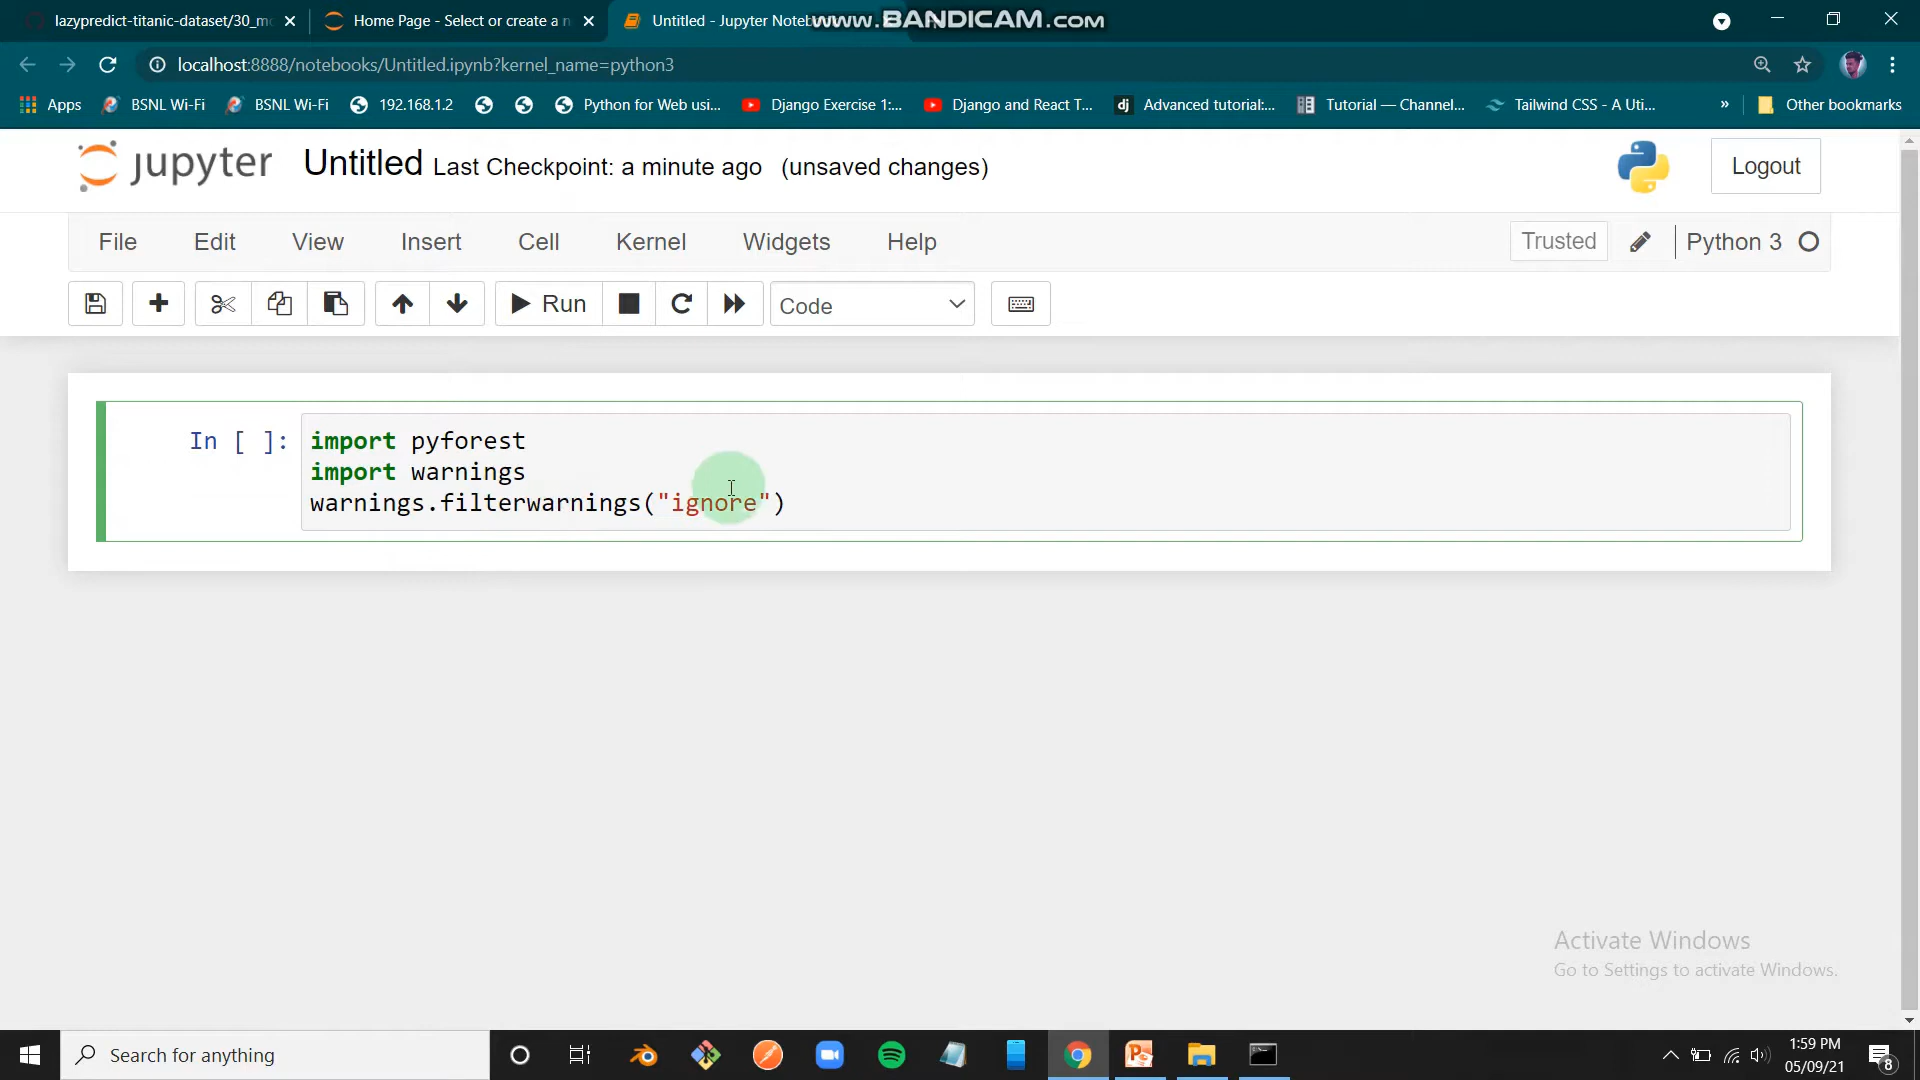 lazypredict-titanic-dataset/30_mo
Home Page - Select or create a n
Untitled - Jupyter Noteb
www.BANDICAM.COM
localhost:8888/notebooks/Untitled.ipynb?kernel_name=python3
Apps
BSNL Wi-Fi
BSNL Wi-Fi
192.168.1.2
Python for Web usi...
Django Exercise 1:...
Django and React T...
dj
Advanced tutorial:...
Tutorial — Channel...
Tailwind CSS - A Uti...
»
Other bookmarks
jupyter
Untitled Last Checkpoint: a minute ago (unsaved changes)
Logout
File Edit View Insert Cell Kernel Widgets Help
Trusted
Python 3
Run
Code
In [ ]:
import pyforest
import warnings
warnings.filterwarnings("ignore")
Activate Windows
Go to Settings to activate Windows.
Search for anything
1:59 PM
05/09/21
8